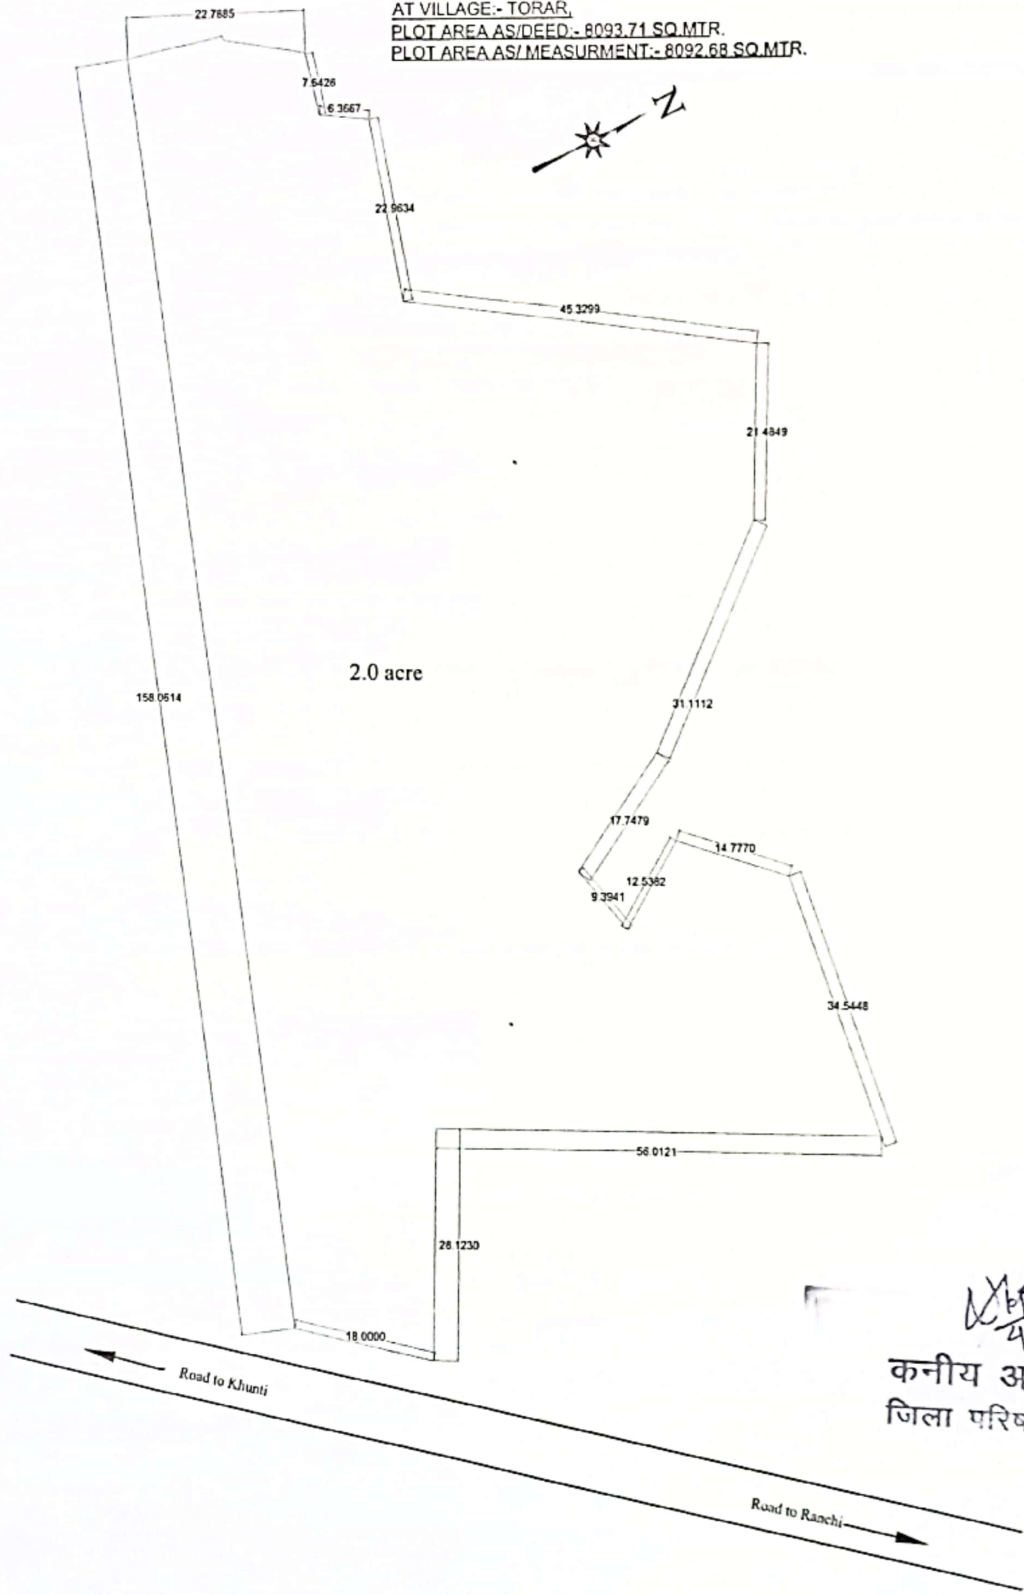 AT VILLAGE:- TORAR,
PLOT AREA AS/DEED:- 8093.71 SQ.MTR.
PLOT AREA AS/ MEASURMENT:- 8092.68 SQ.MTR.
22.7685
7.5426
6.3667
N
22.9634
45.3299
21.4849
2.0 acre
158.0614
31.1112
17.7479
14.7770
12.5362
9.3941
34.5448
56.0121
28.1230
18.0000
Road to Khunti
कनीय
जिला
Road to Ranchi